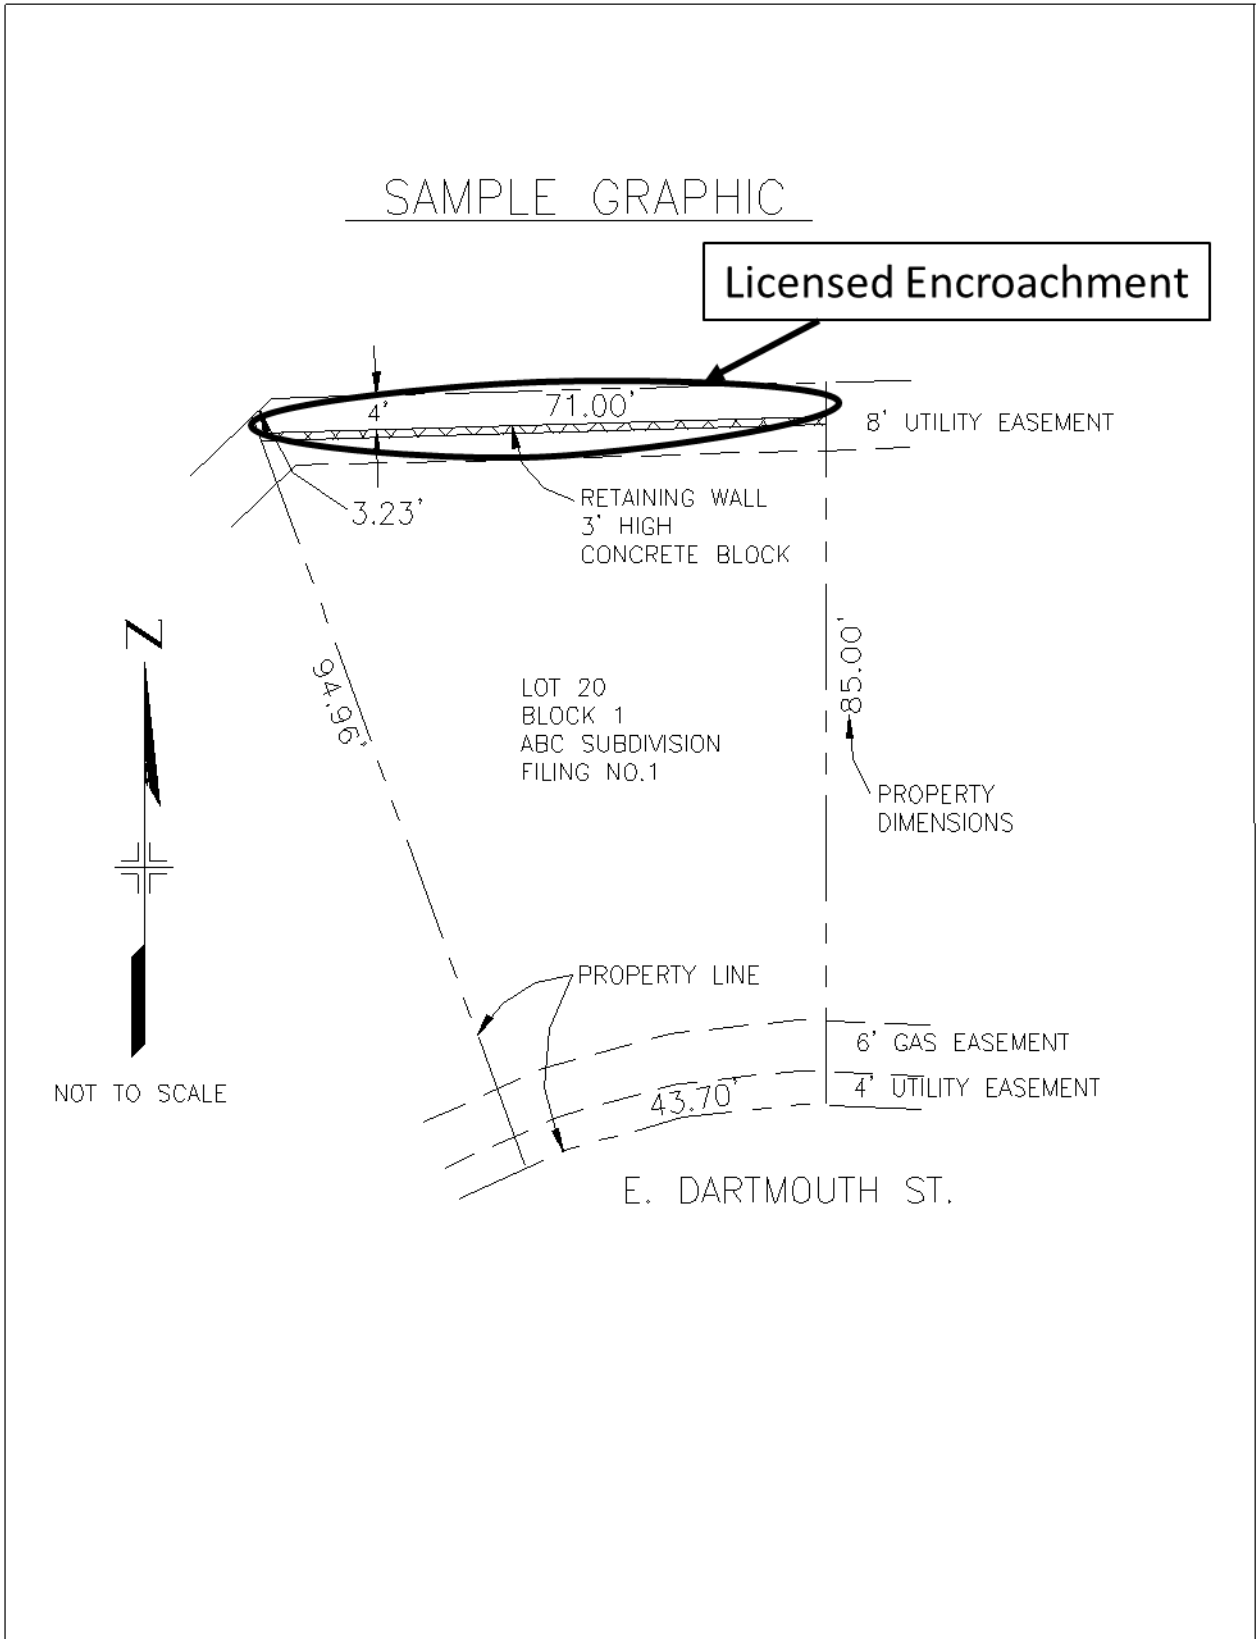 SAMPLE GRAPHIC
Licensed Encroachment
4'
71.00'
8' UTILITY EASEMENT
3.23'
RETAINING WALL
3' HIGH
CONCRETE BLOCK
N
94.96'
85.00'
LOT 20
BLOCK 1
ABC SUBDIVISION
FILING NO.1
PROPERTY
DIMENSIONS
PROPERTY LINE
6' GAS EASEMENT
4' UTILITY EASEMENT
NOT TO SCALE
43.70'
E. DARTMOUTH ST.